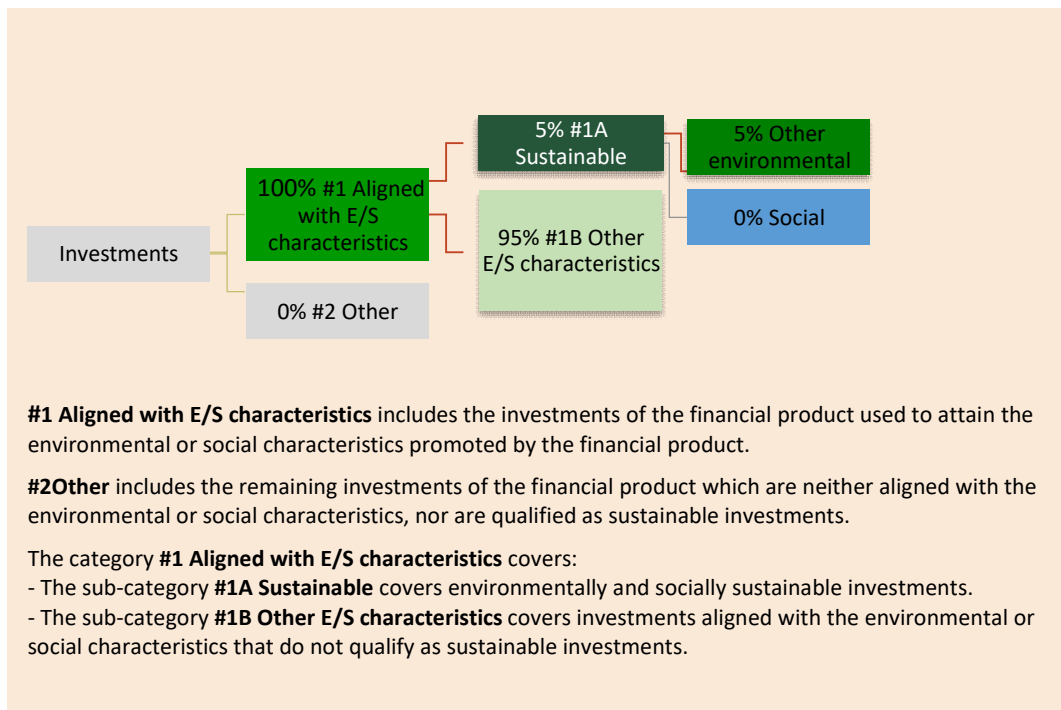 Investments
100% #1 Aligned
with E/S
characteristics
0% #2 Other
5% #1A
Sustainable
95% #1B Other
E/S characteristics
5% Other
environmental
0% Social
#1 Aligned with E/S characteristics includes the investments of the financial product used to attain the
environmental or social characteristics promoted by the financial product.
#2Other includes the remaining investments of the financial product which are neither aligned with the
environmental or social characteristics, nor are qualified as sustainable investments.
The category #1 Aligned with E/S characteristics covers:
- The sub-category #1A Sustainable covers environmentally and socially sustainable investments.
- The sub-category #1B Other E/S characteristics covers investments aligned with the environmental or
social characteristics that do not qualify as sustainable investments.